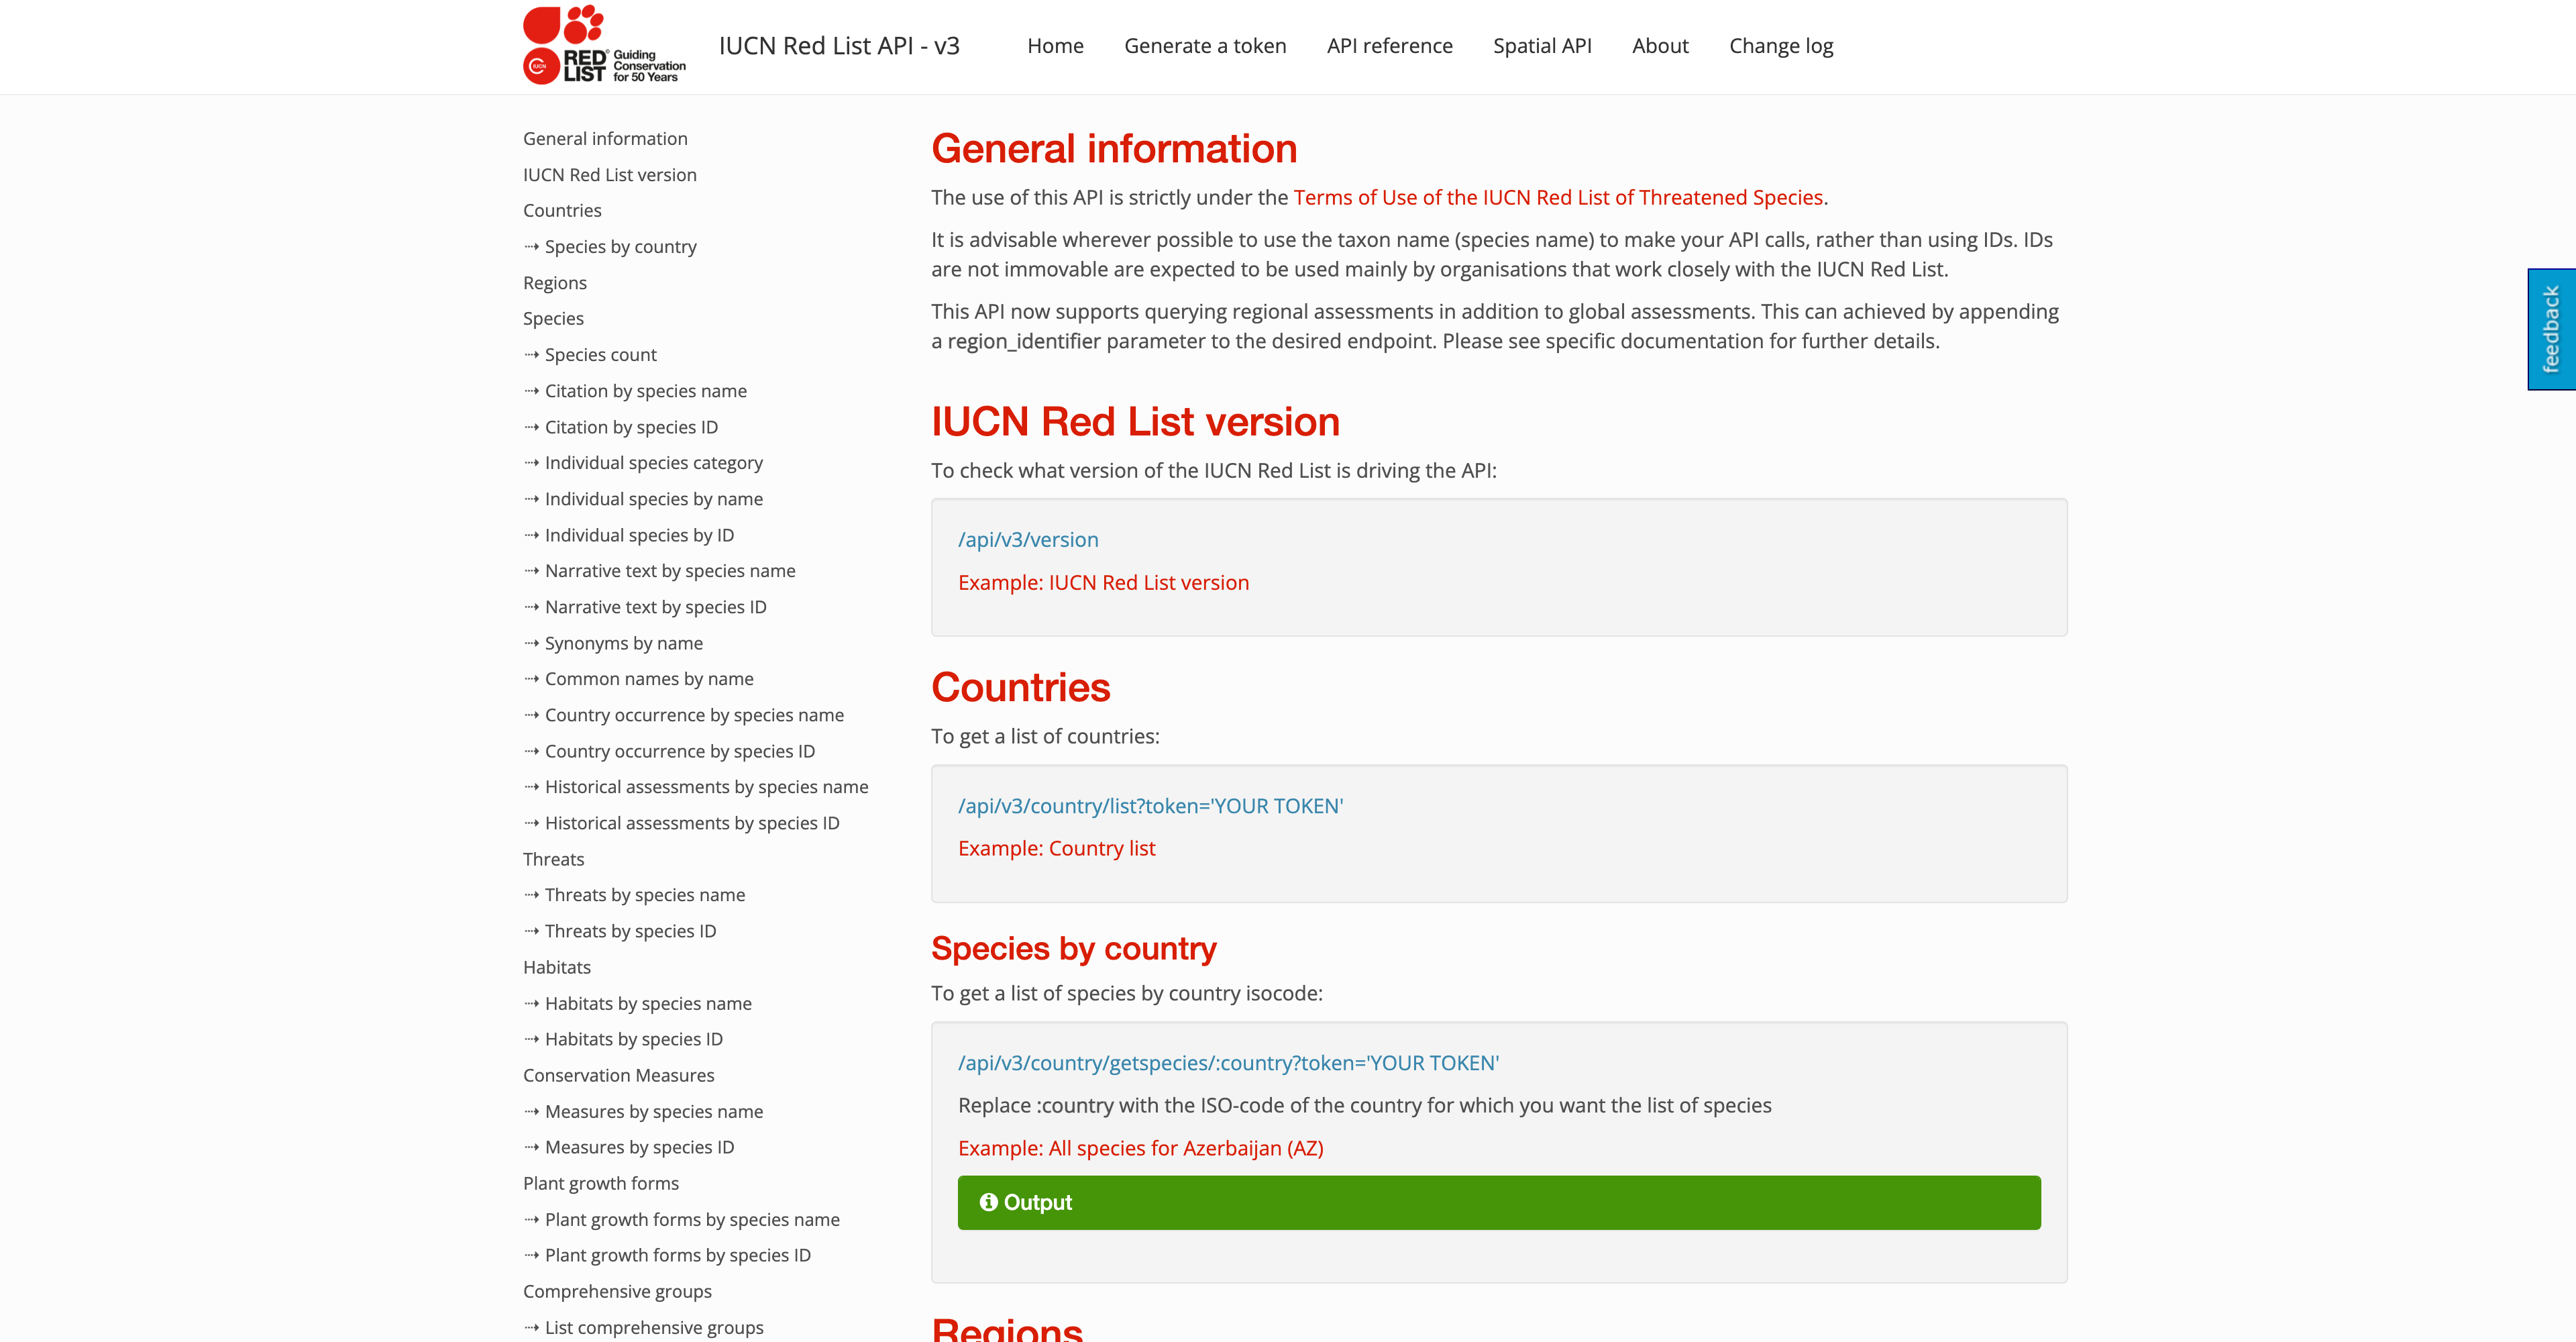 RED LIST
IUCN
Guiding
Conservation
for 50 Years
IUCN Red List API - v3
Home
Generate a token
API reference
Spatial API
About
Change log
General information
IUCN Red List version
Countries
⤑ Species by country
Regions
Species
⤑ Species count
⤑ Citation by species name
⤑ Citation by species ID
⤑ Individual species category
⤑ Individual species by name
⤑ Individual species by ID
⤑ Narrative text by species name
⤑ Narrative text by species ID
⤑ Synonyms by name
⤑ Common names by name
⤑ Country occurrence by species name
⤑ Country occurrence by species ID
⤑ Historical assessments by species name
⤑ Historical assessments by species ID
Threats
⤑ Threats by species name
⤑ Threats by species ID
Habitats
⤑ Habitats by species name
⤑ Habitats by species ID
Conservation Measures
⤑ Measures by species name
⤑ Measures by species ID
Plant growth forms
⤑ Plant growth forms by species name
⤑ Plant growth forms by species ID
Comprehensive groups
⤑ List comprehensive groups
General information
The use of this API is strictly under the Terms of Use of the IUCN Red List of Threatened Species.
It is advisable wherever possible to use the taxon name (species name) to make your API calls, rather than using IDs. IDs
are not immovable are expected to be used mainly by organisations that work closely with the IUCN Red List.
This API now supports querying regional assessments in addition to global assessments. This can achieved by appending
a region_identifier parameter to the desired endpoint. Please see specific documentation for further details.
IUCN Red List version
To check what version of the IUCN Red List is driving the API:
/api/v3/version
Example: IUCN Red List version
Countries
To get a list of countries:
/api/v3/country/list?token='YOUR TOKEN'
Example: Country list
Species by country
To get a list of species by country isocode:
/api/v3/country/getspecies/:country?token='YOUR TOKEN'
Replace :country with the ISO-code of the country for which you want the list of species
Example: All species for Azerbaijan (AZ)
Output
Regions
feedback